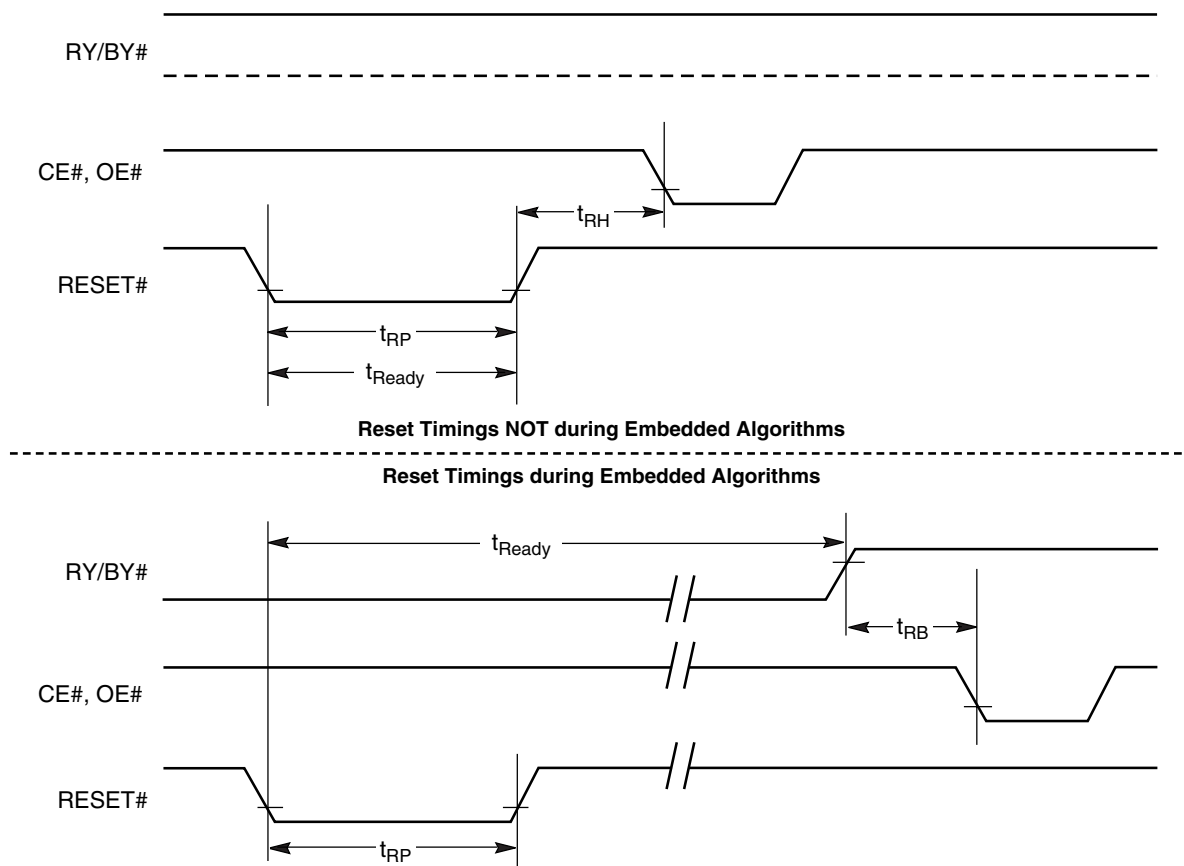 RY/BY#
CE#, OE#
tRH
RESET#
tRP
tReady
Reset Timings NOT during Embedded Algorithms
Reset Timings during Embedded Algorithms
tReady
RY/BY#
tRB
CE#, OE#
RESET#
tRP